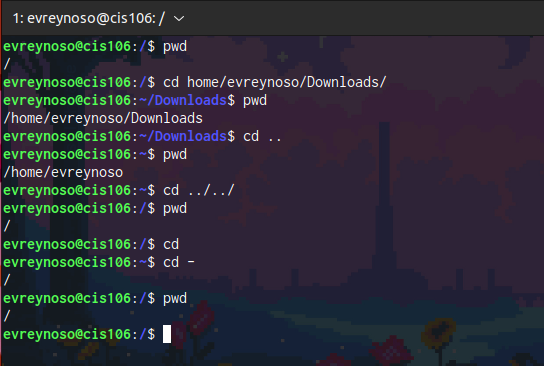 1: evreynoso@cis106: /
evreynoso@cis106:/$ pwd
/
evreynoso@cis106:/$ cd home/evreynoso/Downloads/
evreynoso@cis106:~/Downloads$ pwd
/home/evreynoso/Downloads
evreynoso@cis106:~/Downloads$ cd ..
evreynoso@cis106:~$ pwd
/home/evreynoso
evreynoso@cis106:~$ cd ../../
evreynoso@cis106:/$ pwd
/
evreynoso@cis106:/$ cd
evreynoso@cis106:~$ cd -
/
evreynoso@cis106:/$ pwd
/
evreynoso@cis106:/$